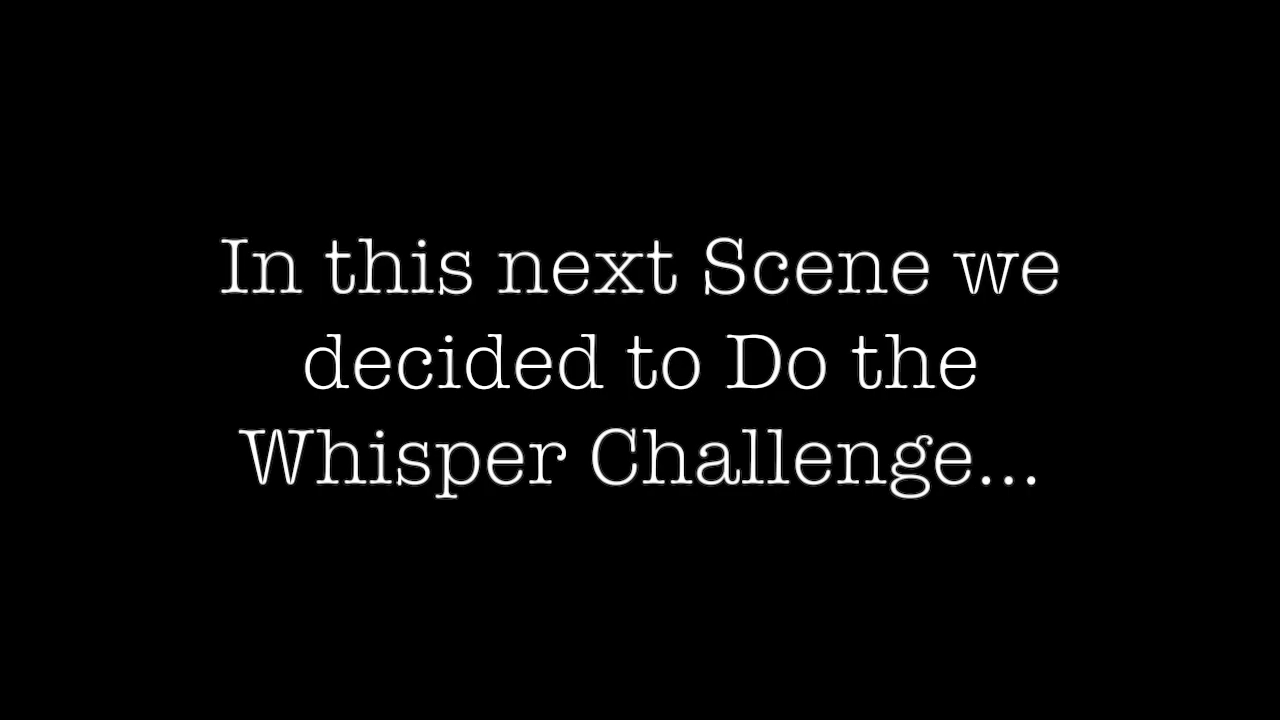 In this next Scene we
decided to Do the
Whisper Challenge...